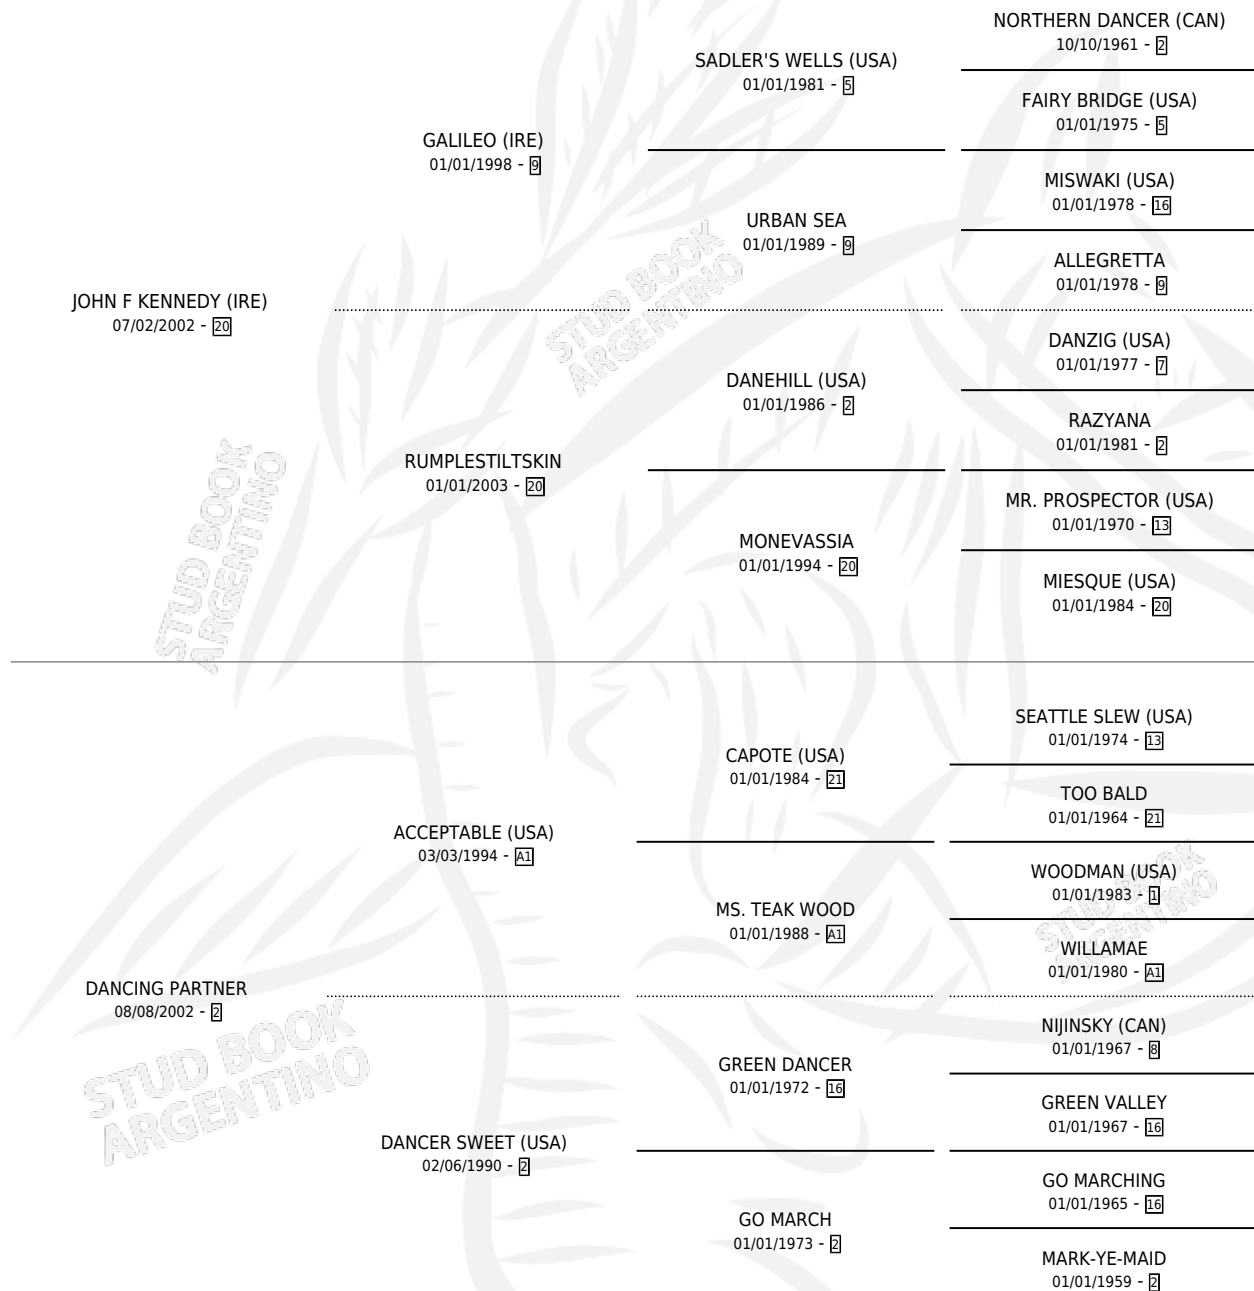 NORTHERN DANCER (CAN)
10/10/1961 - 2
SADLER'S WELLS (USA)
01/01/1981 - 5
FAIRY BRIDGE (USA)
01/01/1975 - 5
GALILEO (IRE)
01/01/1998 - 9
MISWAKI (USA)
01/01/1978 - 16
URBAN SEA
01/01/1989 - 9
ALLEGRETTA
01/01/1978 - 9
JOHN F KENNEDY (IRE)
07/02/2002 - 20
STUD BOOK
ARGENTINO
DANZIG (USA)
01/01/1977 - 7
DANEHILL (USA)
01/01/1986 - 2
RAZYANA
01/01/1981 - 2
RUMPLESTILTSKIN
01/01/2003 - 20
MR. PROSPECTOR (USA)
01/01/1970 - 13
MONEVASSIA
01/01/1994 - 20
MIESQUE (USA)
01/01/1984 - 20
STUD BOOK
ARGENTINO
SEATTLE SLEW (USA)
01/01/1974 - 13
CAPOTE (USA)
01/01/1984 - 21
TOO BALD
01/01/1964 - 21
ACCEPTABLE (USA)
03/03/1994 - A1
WOODMAN (USA)
01/01/1983 - 1
MS. TEAK WOOD
01/01/1988 - A1
WILLAMAE
01/01/1980 - A1
STUD BOOK
ARGENTINO
DANCING PARTNER
08/08/2002 - 2
NIJINSKY (CAN)
01/01/1967 - 8
GREEN DANCER
01/01/1972 - 16
GREEN VALLEY
01/01/1967 - 16
STUD BOOK
ARGENTINO
DANCER SWEET (USA)
02/06/1990 - 2
GO MARCHING
01/01/1965 - 16
GO MARCH
01/01/1973 - 2
MARK-YE-MAID
01/01/1959 - 2